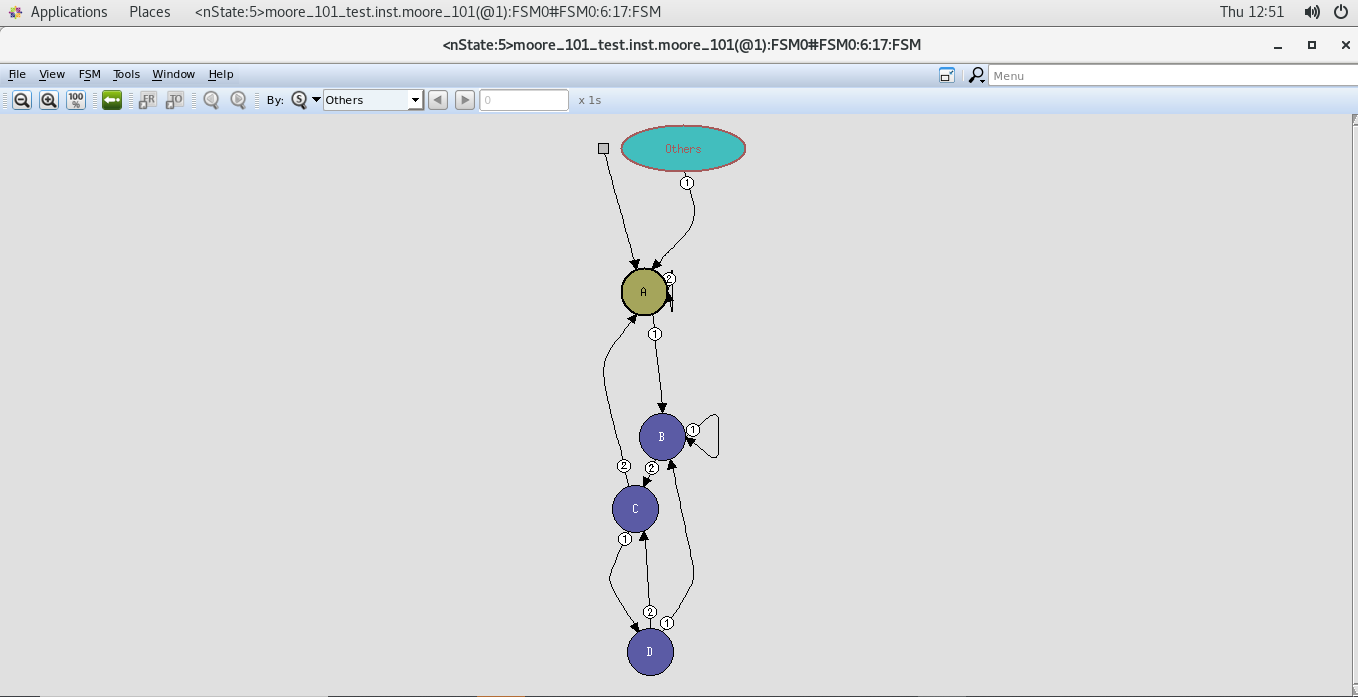 Applications Places <nState:5>moore_101_test.inst.moore_101(@1):FSM0#FSM0:6:17:FSM Thu 12:51
<nState:5>moore_101_test.inst.moore_101(@1):FSM0#FSM0:6:17:FSM
File View FSM Tools Window Help Menu
100 % FR TO By: S Others 0 x 1s
Others
1
A 2
1
B 1
2 2
C
1
2 1
D